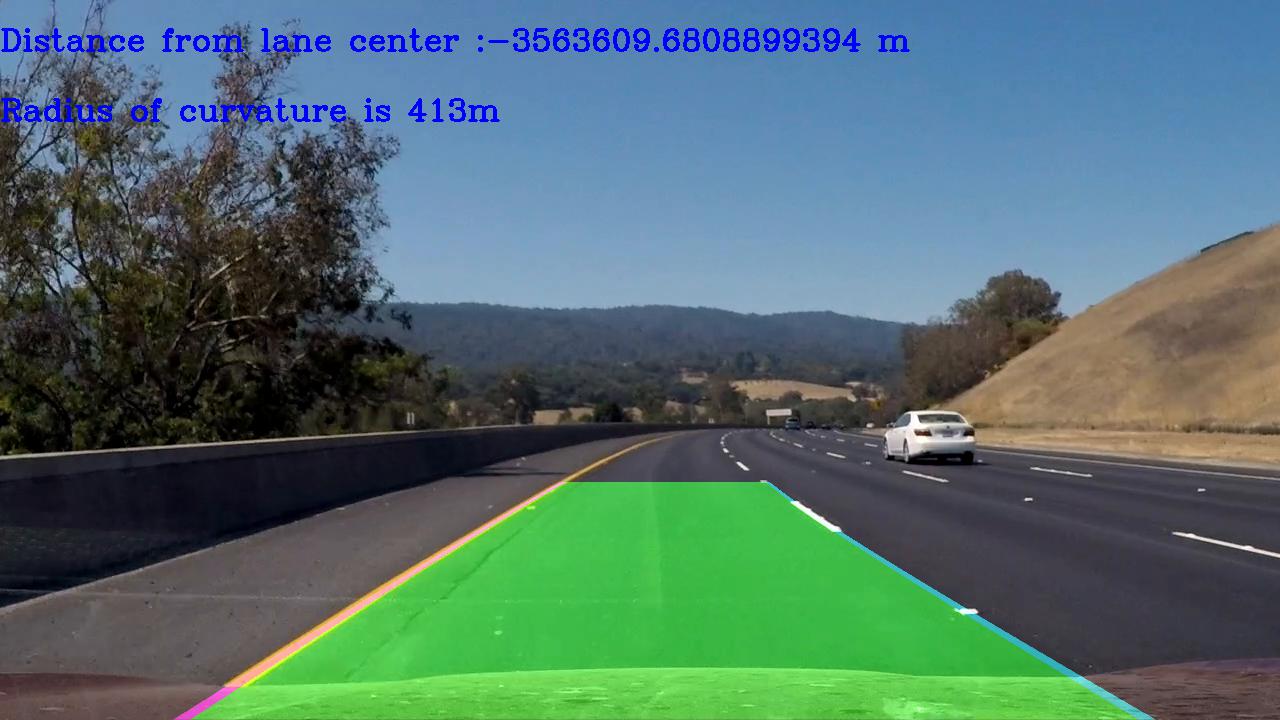 Distance from lane center :-3563609.6808899394 m
Radius of curvature is 413m